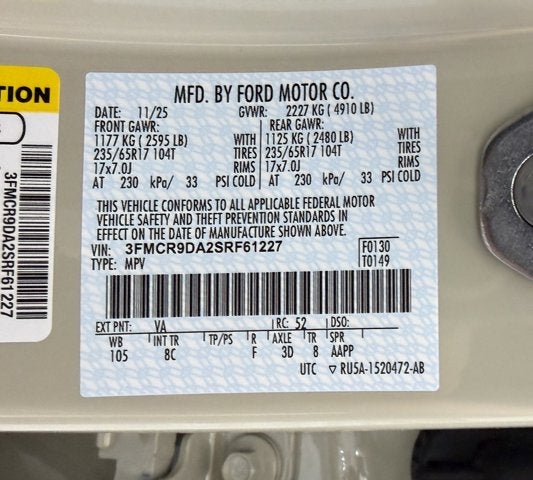 TION
3FMCR9DA2SRF61227
MFD. BY FORD MOTOR CO.
DATE: 11/25 GVWR: 2227 KG ( 4910 LB)
FRONT GAWR: REAR GAWR:
1177 KG ( 2595 LB) WITH 1125 KG ( 2480 LB) WITH
235/65R17 104T TIRES 235/65R17 104T TIRES
17x7.0J RIMS 17x7.0J RIMS
AT 230 kPa/ 33 PSI COLD AT 230 kPa/ 33 PSI COLD
THIS VEHICLE CONFORMS TO ALL APPLICABLE FEDERAL MOTOR
VEHICLE SAFETY AND THEFT PREVENTION STANDARDS IN
EFFECT ON THE DATE OF MANUFACTURE SHOWN ABOVE.
VIN: 3FMCR9DA2SRF61227 F0130
TYPE: MPV T0149
EXT PNT: VA RC: 52 DSO:
WB INT TR TP/PS R AXLE TR SPR
105 8C F 3D 8 AAPP
UTC ▽ RU5A-1520472-AB